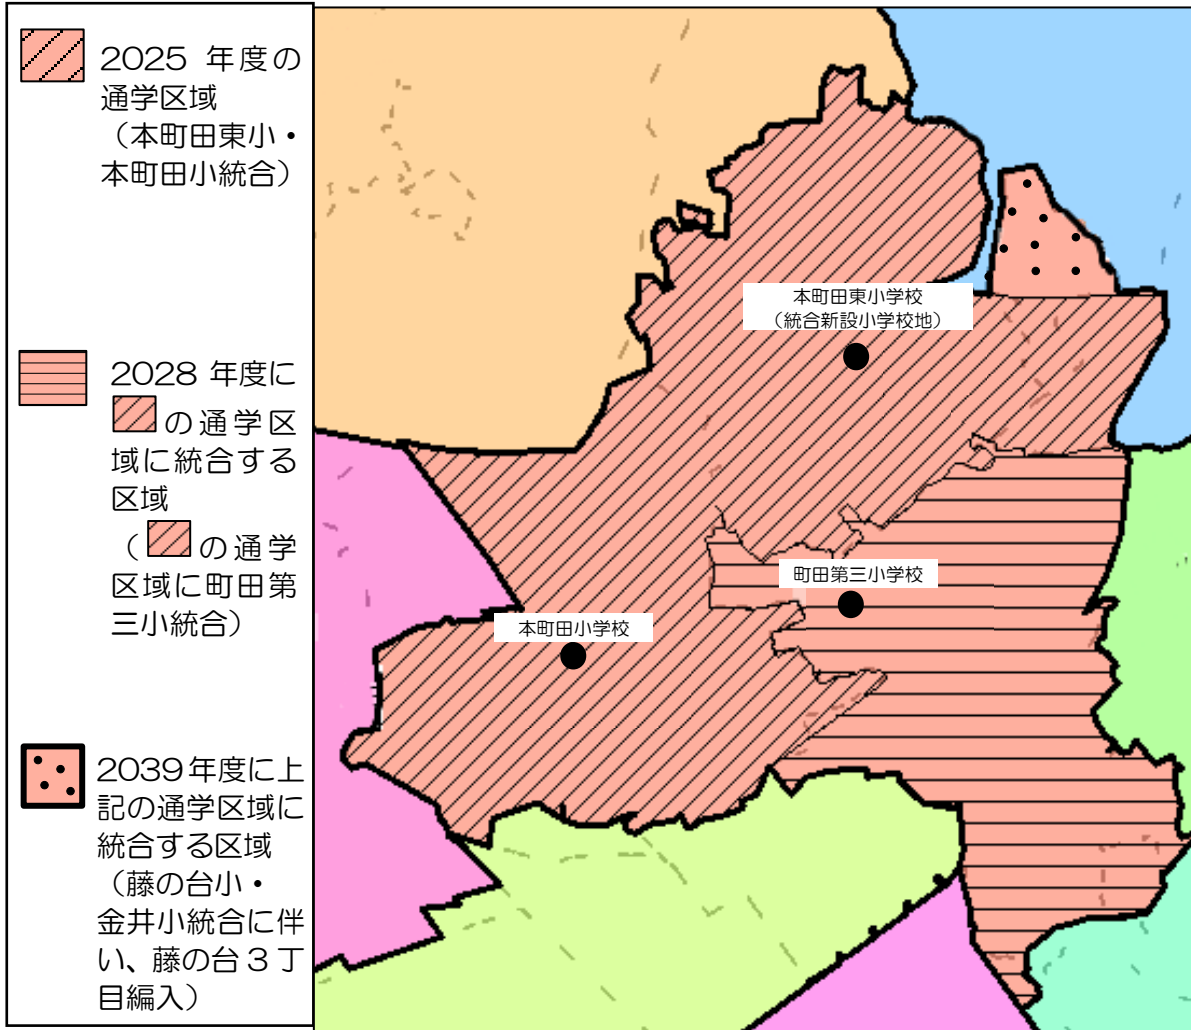 2025 年度の
通学区域
（本町田東小・
本町田小統合）
2028 年度に
の通学区
域に統合する
区域
（の通学
区域に町田第
三小統合）
2039年度に上
記の通学区域に
統合する区域
（藤の台小・
金井小統合に伴
い、藤の台３丁
目編入）
本町田東小学校
（統合新設小学校地）
町田第三小学校
本町田小学校